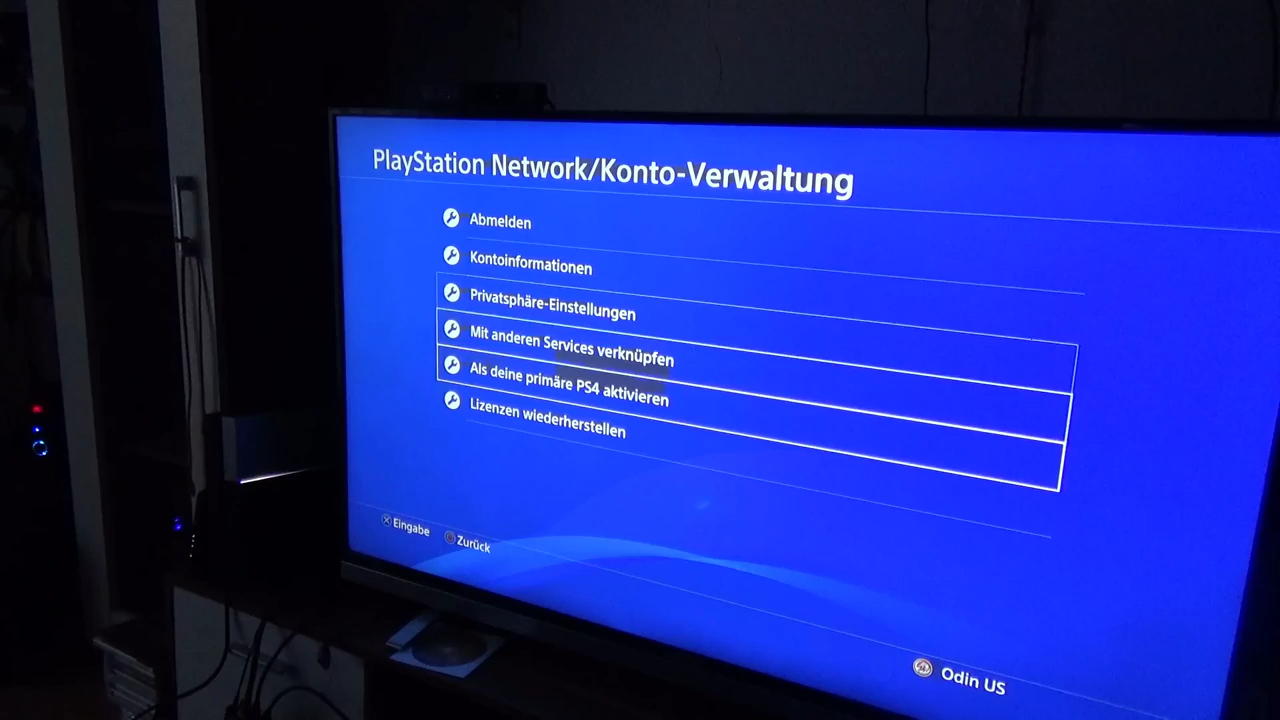 PlayStation Network/Konto-Verwaltung
Abmelden
Kontoinformationen
Privatsphäre-Einstellungen
Mit anderen Services verknüpfen
Als deine primäre PS4 aktivieren
Lizenzen wiederherstellen
Eingabe
Zurück
Odin US